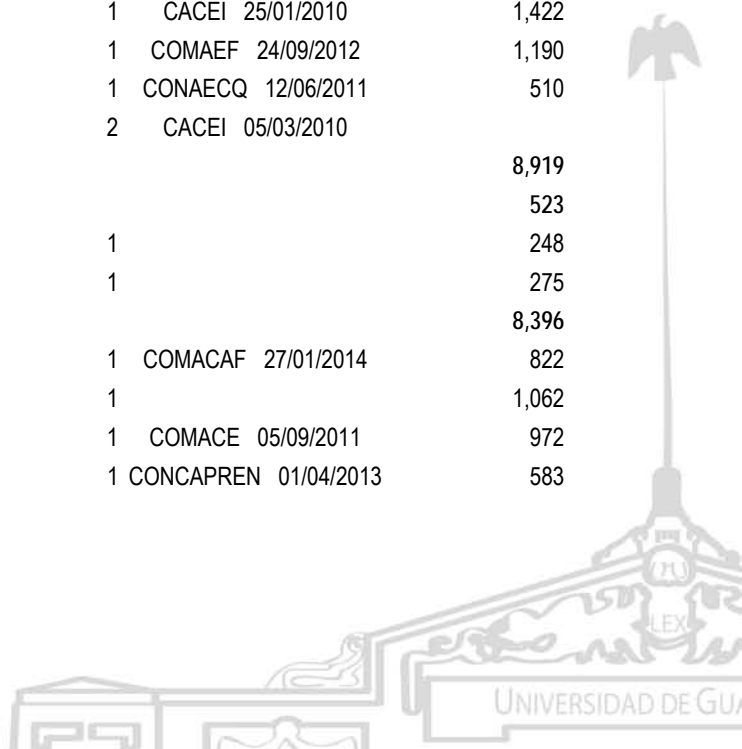 1 CACEI 25/01/2010 1,422
1 COMAEF 24/09/2012 1,190
1 CONAECQ 12/06/2011 510
2 CACEI 05/03/2010
8,919
523
1 248
1 275
8,396
1 COMACAF 27/01/2014 822
1 1,062
1 COMACE 05/09/2011 972
1 CONCAPREN 01/04/2013 583
LEX
UNIVERSIDAD DE GUA